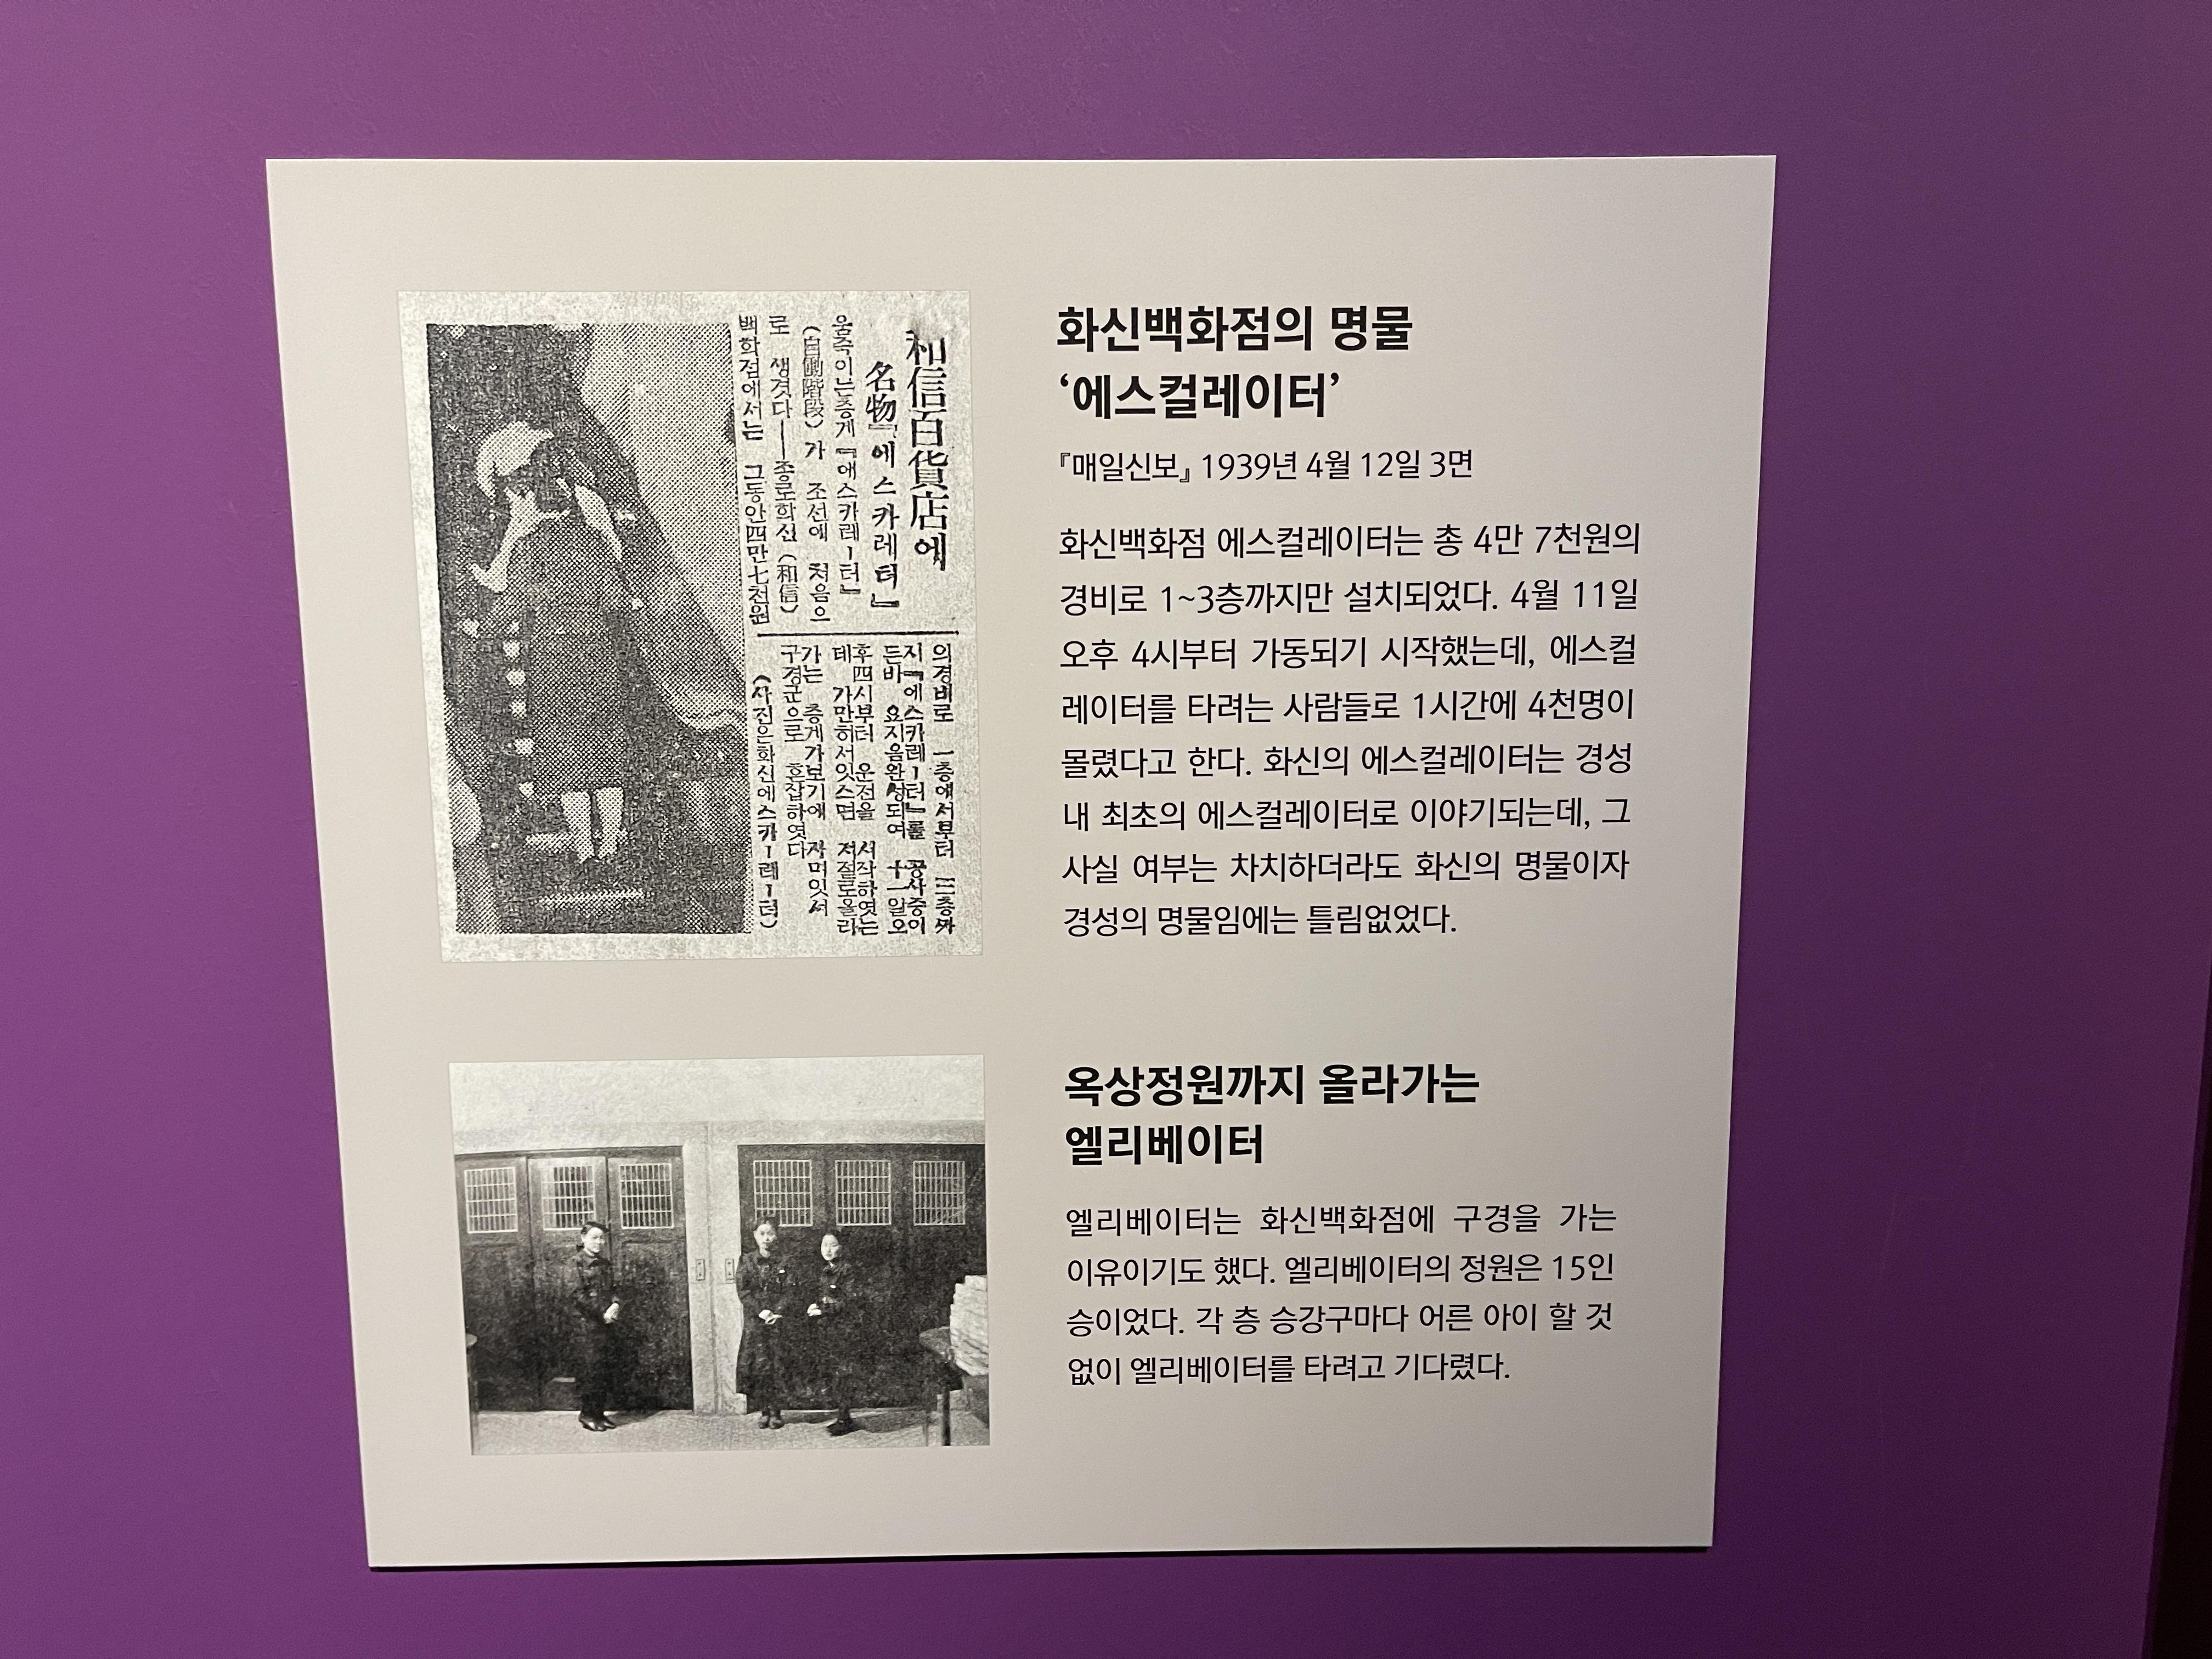 和信百貨店에
名物『에스카레터』
움죽이는층게『에스카레ー터』
(自働階段)가 조선에 처음으
로 생겻다――종로화신(和信)
백화점에서는 그동안四만七천원
의경비로 一층에서부터 三층까
지『에스카레ー터』를 공사중이
든바 요지음완성되여 十一일오
후四시부터 운전을 시작하엿는
데 가만히서잇스면 저절로올라
가는 층게가보기에 자미잇서
구경군으로 혼잡하엿다
(사진은화신에스카ー레ー터)
화신백화점의 명물
‘에스컬레이터’
『매일신보』 1939년 4월 12일 3면
화신백화점 에스컬레이터는 총 4만 7천원의
경비로 1~3층까지만 설치되었다. 4월 11일
오후 4시부터 가동되기 시작했는데, 에스컬
레이터를 타려는 사람들로 1시간에 4천명이
몰렸다고 한다. 화신의 에스컬레이터는 경성
내 최초의 에스컬레이터로 이야기되는데, 그
사실 여부는 차치하더라도 화신의 명물이자
경성의 명물임에는 틀림없었다.
옥상정원까지 올라가는
엘리베이터
엘리베이터는 화신백화점에 구경을 가는
이유이기도 했다. 엘리베이터의 정원은 15인
승이었다. 각 층 승강구마다 어른 아이 할 것
없이 엘리베이터를 타려고 기다렸다.